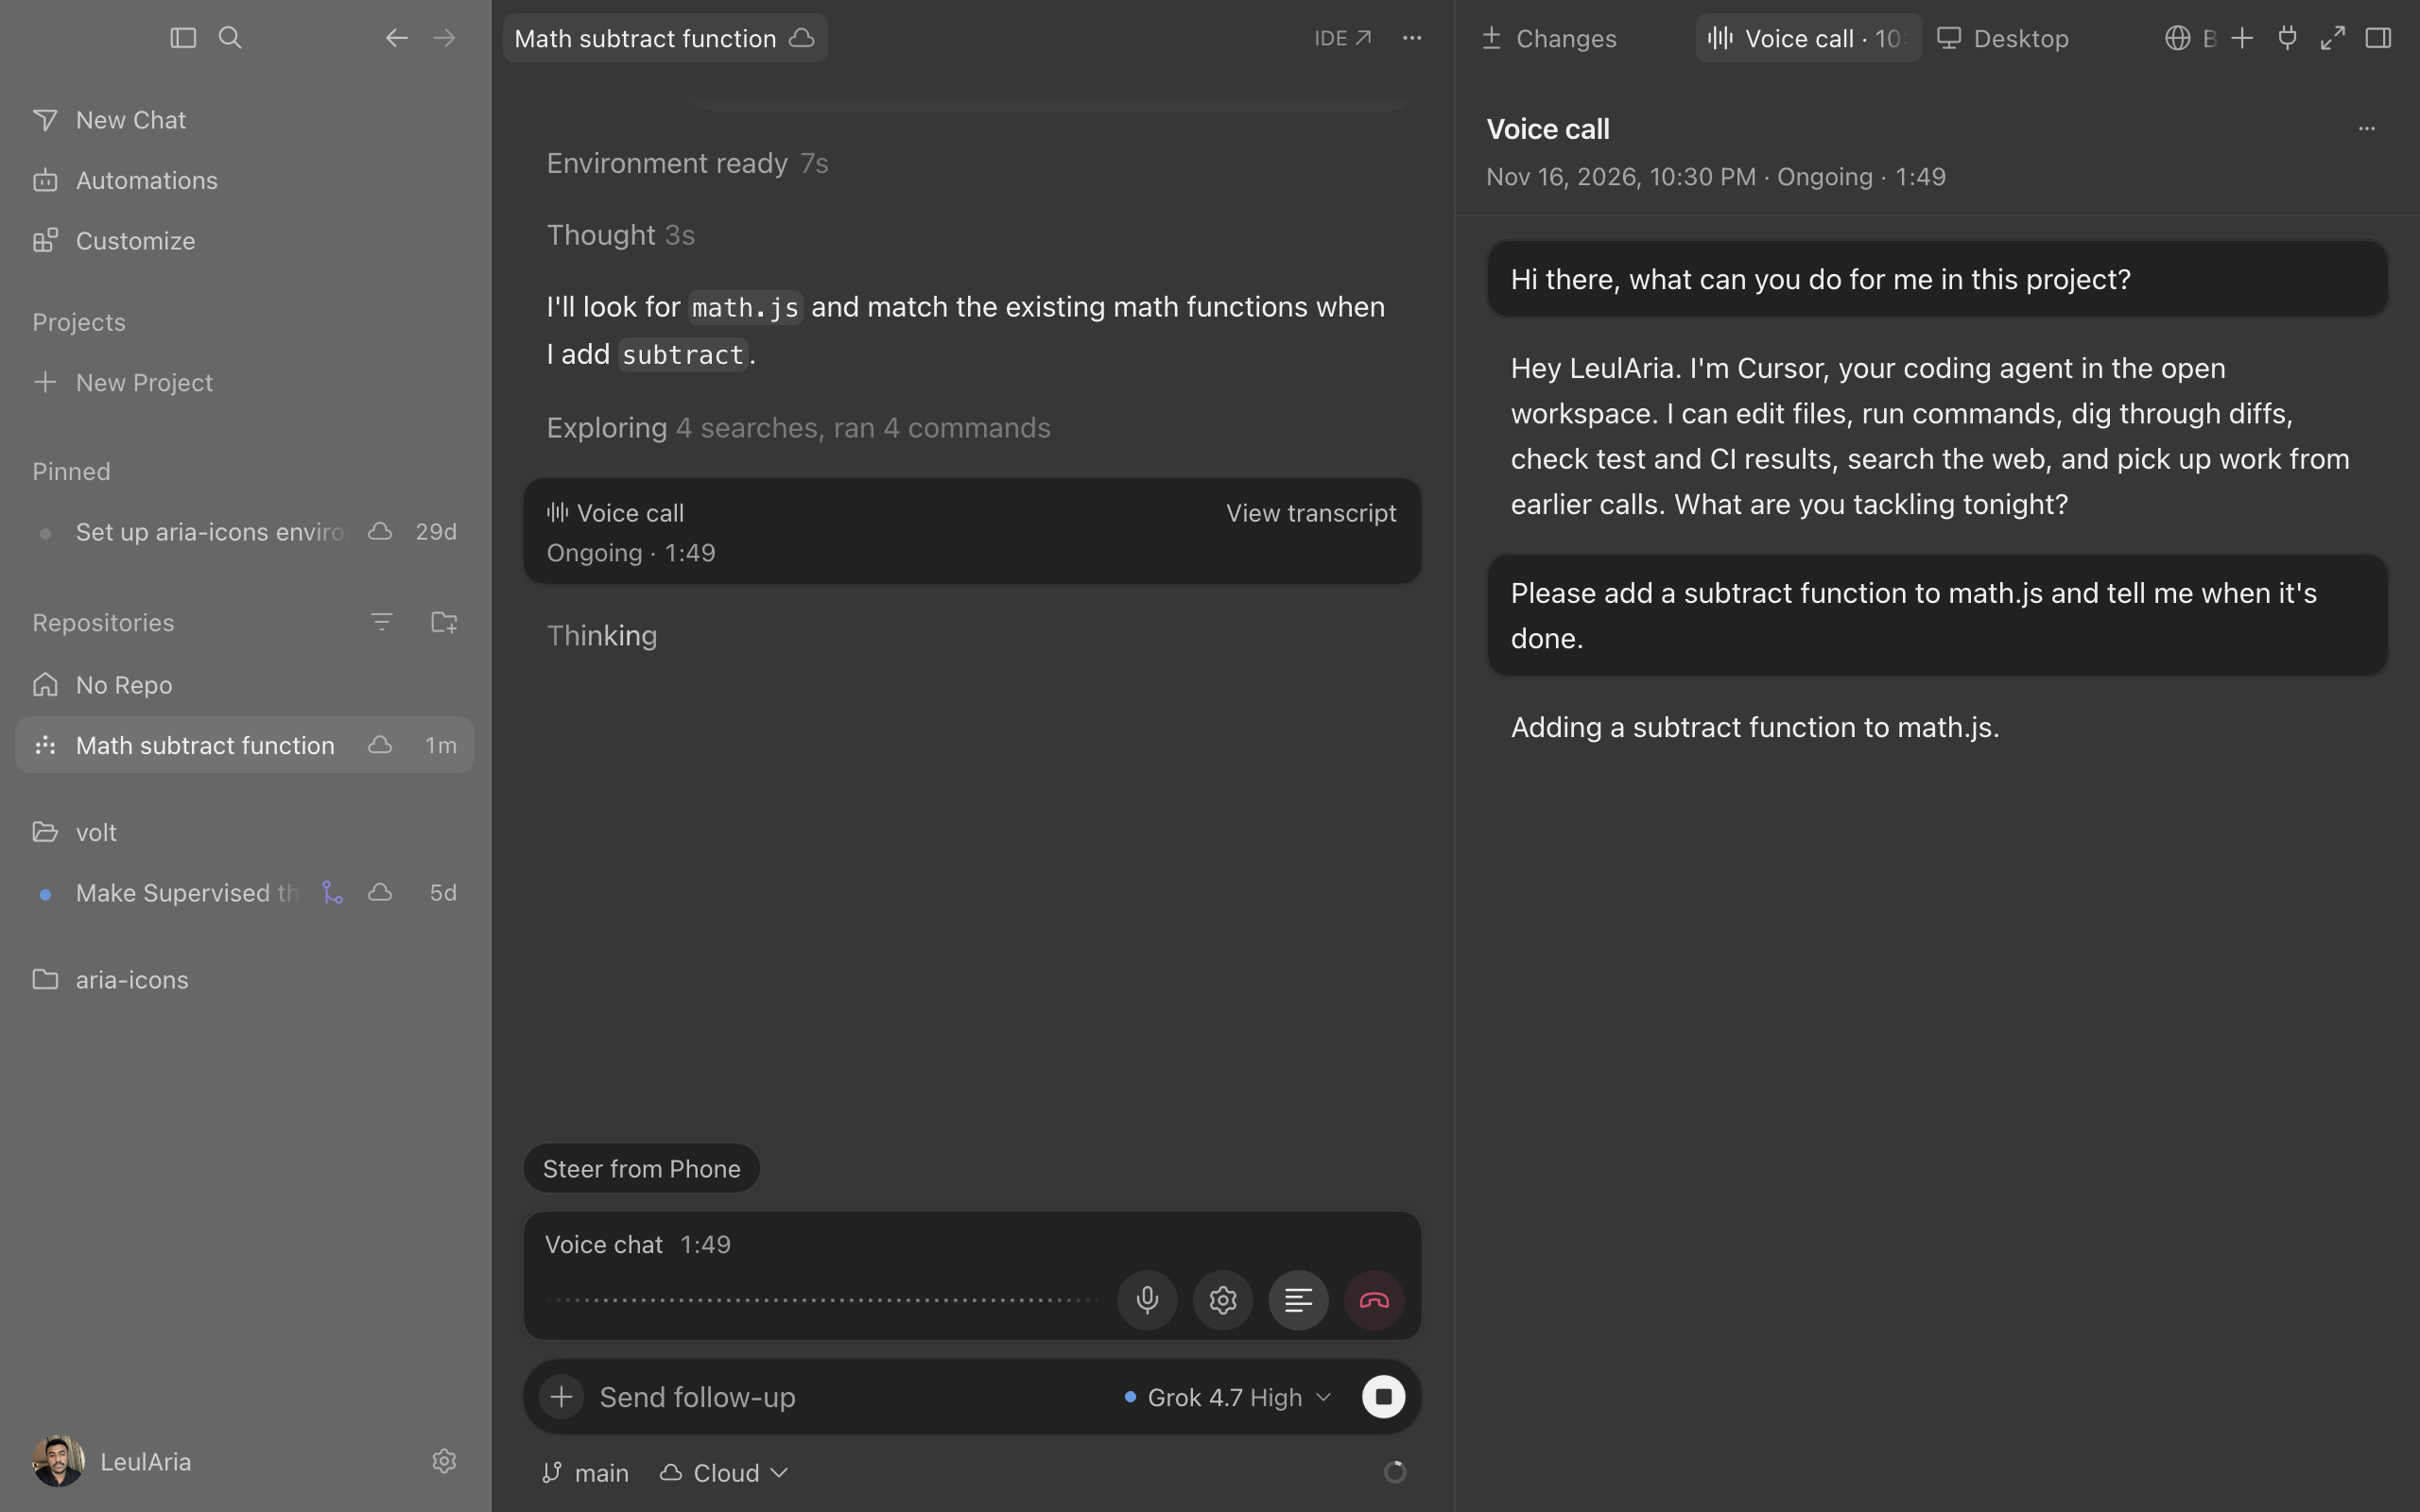 New Chat
Automations
Customize
Projects
New Project
Pinned
Set up aria-icons enviro
29d
Repositories
No Repo
Math subtract function
1m
volt
Make Supervised th
5d
aria-icons
LeulAria
Math subtract function
IDE
Environment ready 7s
Thought 3s
I'll look for math.js and match the existing math functions when
I add subtract.
Exploring 4 searches, ran 4 commands
Voice call
View transcript
Ongoing · 1:49
Thinking
Steer from Phone
Voice chat 1:49
Send follow-up
Grok 4.7 High
main
Cloud
Changes
Voice call · 10:
Desktop
B
Voice call
Nov 16, 2026, 10:30 PM · Ongoing · 1:49
Hi there, what can you do for me in this project?
Hey LeulAria. I'm Cursor, your coding agent in the open
workspace. I can edit files, run commands, dig through diffs,
check test and CI results, search the web, and pick up work from
earlier calls. What are you tackling tonight?
Please add a subtract function to math.js and tell me when it's
done.
Adding a subtract function to math.js.